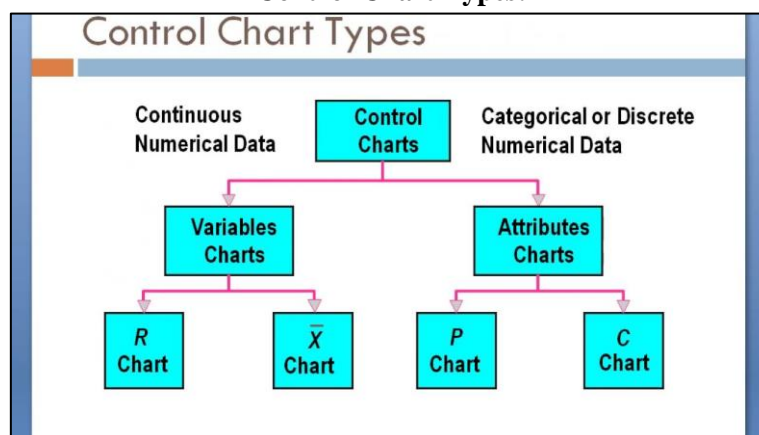 Control Chart Types
Continuous
Numerical Data
Control
Charts
Categorical or Discrete
Numerical Data
Variables
Charts
Attributes
Charts
R
Chart
X̅
Chart
P
Chart
C
Chart